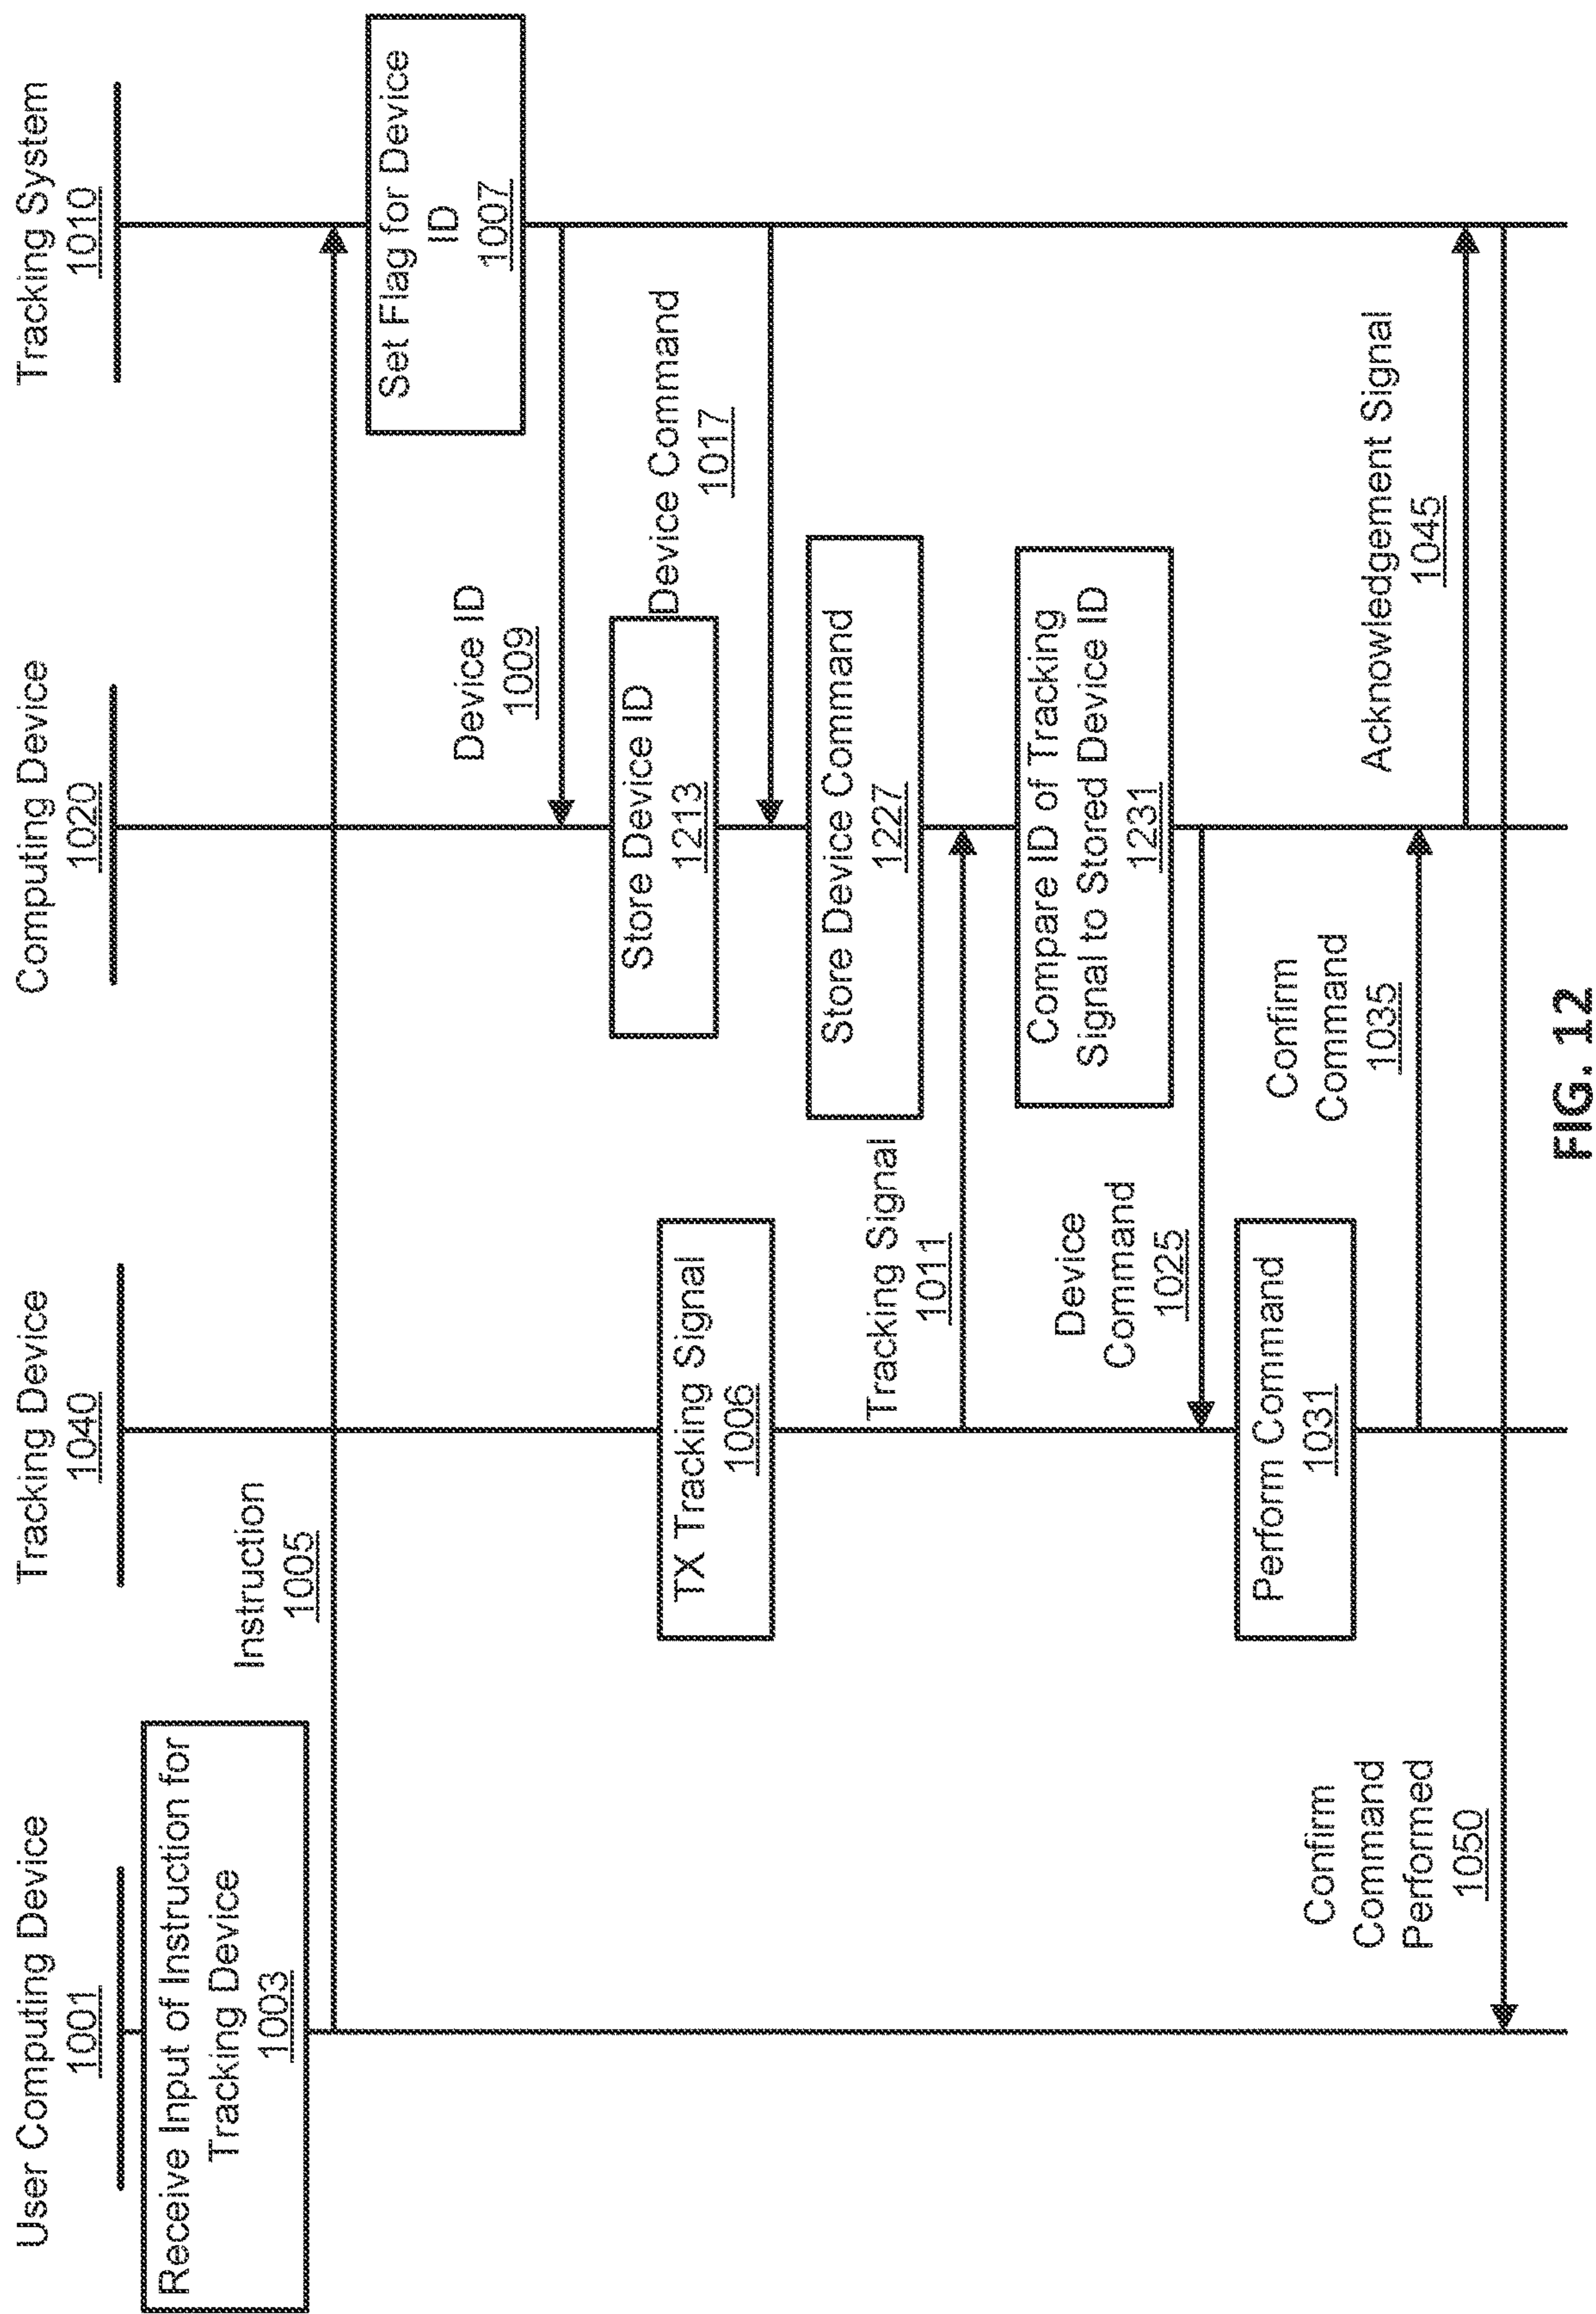 User Computing Device
1001
Tracking Device
1040
Computing Device
1020
Tracking System
1010
Receive Input of Instruction for
Tracking Device
1003
Instruction
1005
Set Flag for Device
ID
1007
Device ID
1009
Store Device ID
1213
TX Tracking Signal
1006
Device Command
1017
Store Device Command
1227
Tracking Signal
1011
Compare ID of Tracking
Signal to Stored Device ID
1231
Device
Command
1025
Perform Command
1031
Confirm
Command
1035
Acknowledgement Signal
1045
Confirm
Command
Performed
1050
FIG. 12